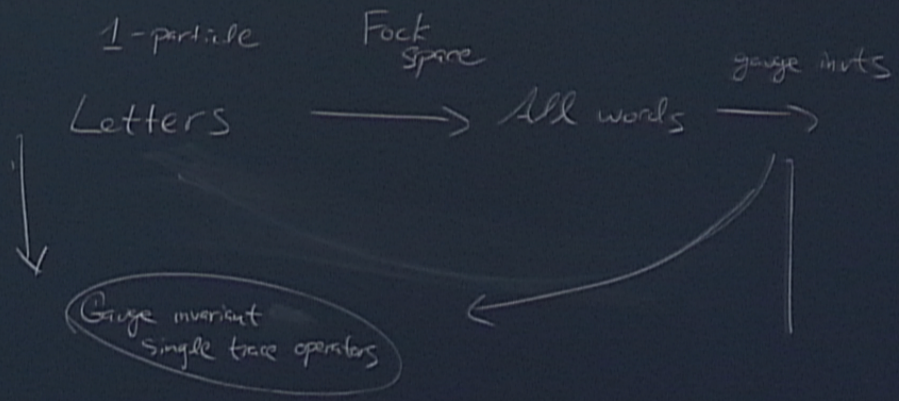 1-particle
Fock
space
gauge invts
Letters
All words
Gauge invariant
single trace operators